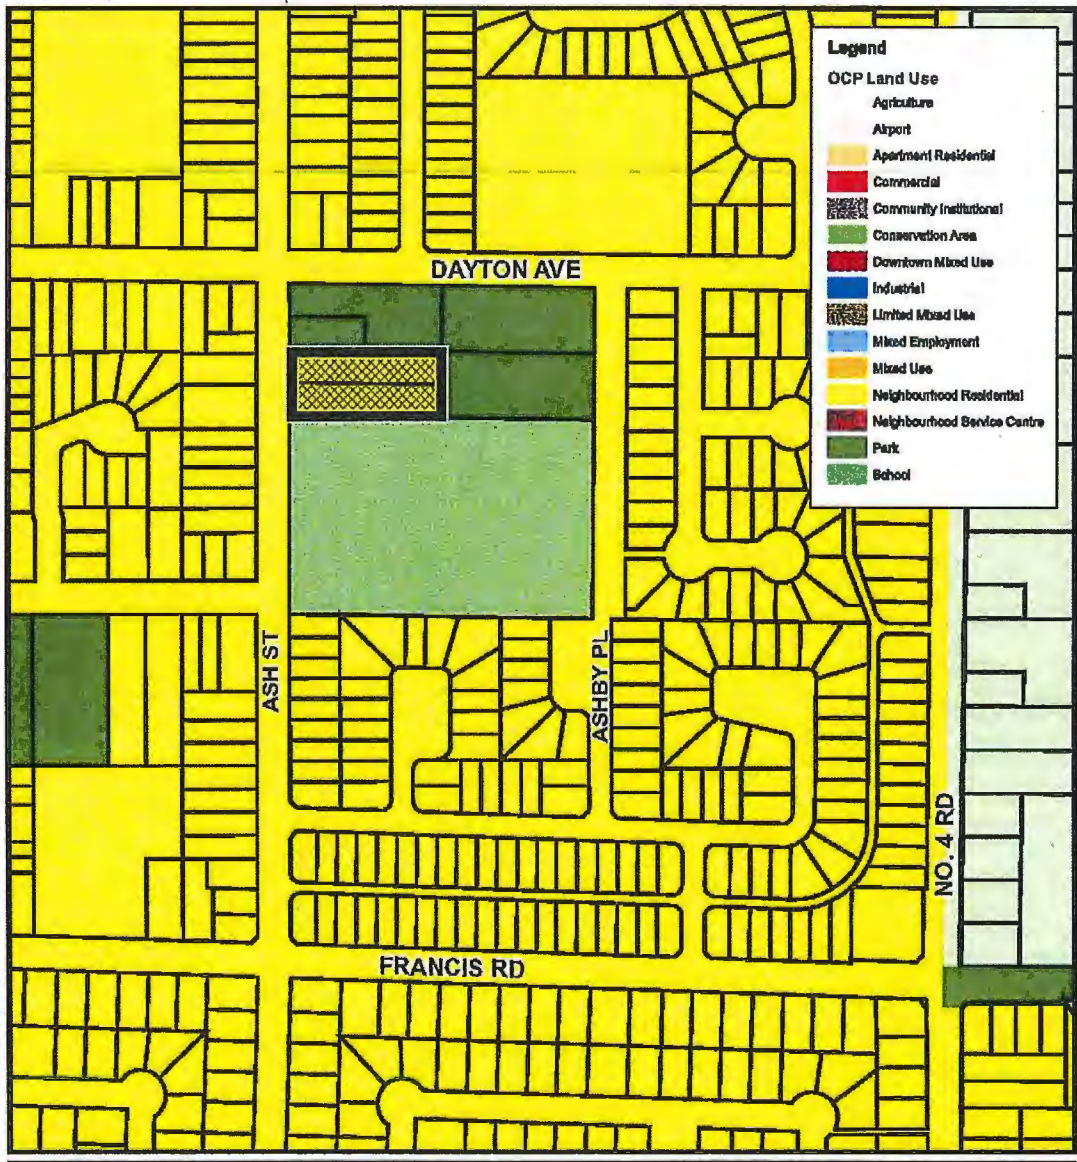 Legend
OCP Land Use
Agriculture
Airport
Apartment Residential
Commercial
Community Institutional
Conservation Area
Downtown Mixed Use
Industrial
Limited Mixed Use
Mixed Employment
Mixed Use
Neighbourhood Residential
Neighbourhood Service Centre
Park
School
DAYTON AVE
ASH ST
ASHBY PL
NO. 4 RD
FRANCIS RD